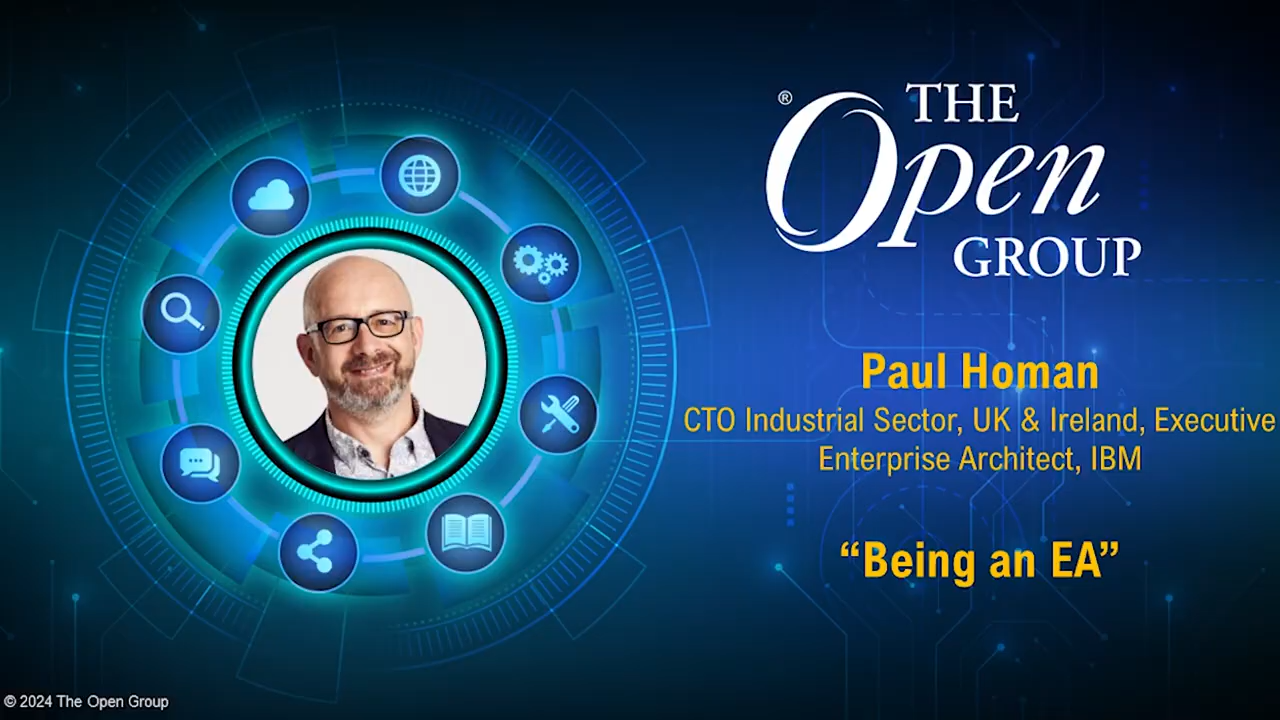 ® THE
Open
GROUP
Paul Homan
CTO Industrial Sector, UK & Ireland, Executive
Enterprise Architect, IBM
“Being an EA”
© 2024 The Open Group